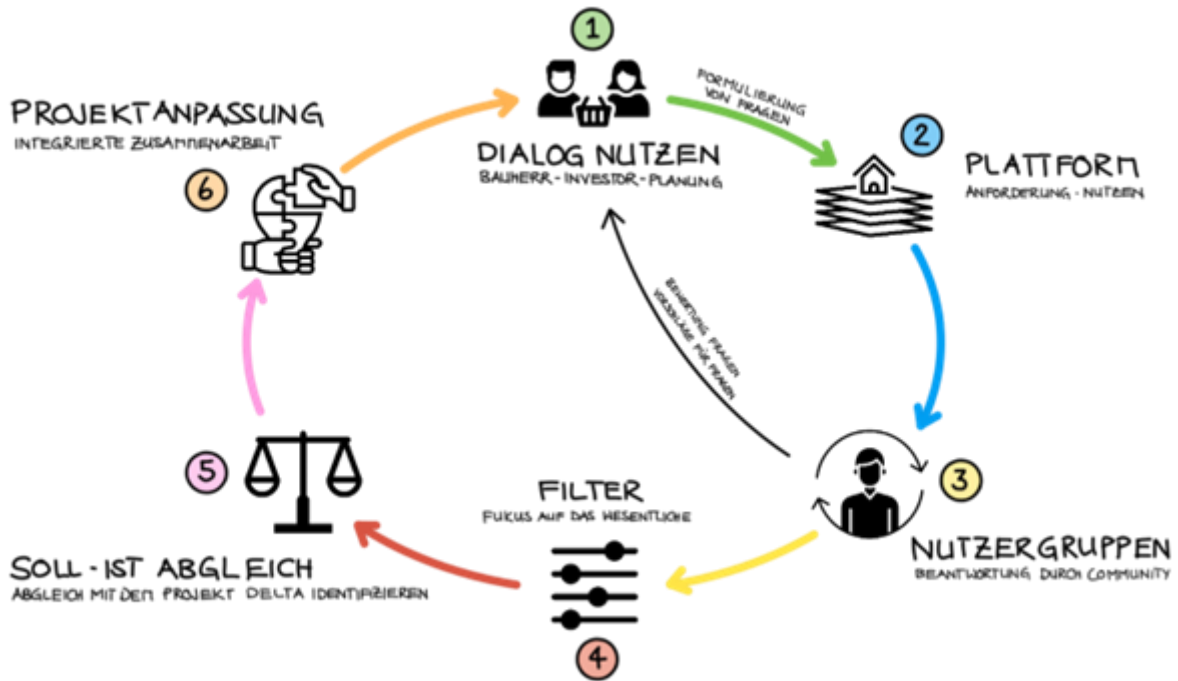 1
DIALOG NUTZEN
BAUHERR-INVESTOR-PLANUNG
FORMULIERUNG
VON FRAGEN
2
PLATTFORM
ANFORDERUNG-NUTZEN
3
NUTZERGRUPPEN
BEANTWORTUNG DURCH COMMUNITY
BEWERTUNG FRAGEN
VORSCHLÄGE FÜR FRAGEN
FILTER
FUKUS AUF DAS WESENTLICHE
4
5
SOLL-IST ABGLEICH
ABGLEICH MIT DEM PROJEKT DELTA IDENTIFIZIEREN
PROJEKTANPASSUNG
INTEGRIERTE ZUSAMMENARBEIT
6